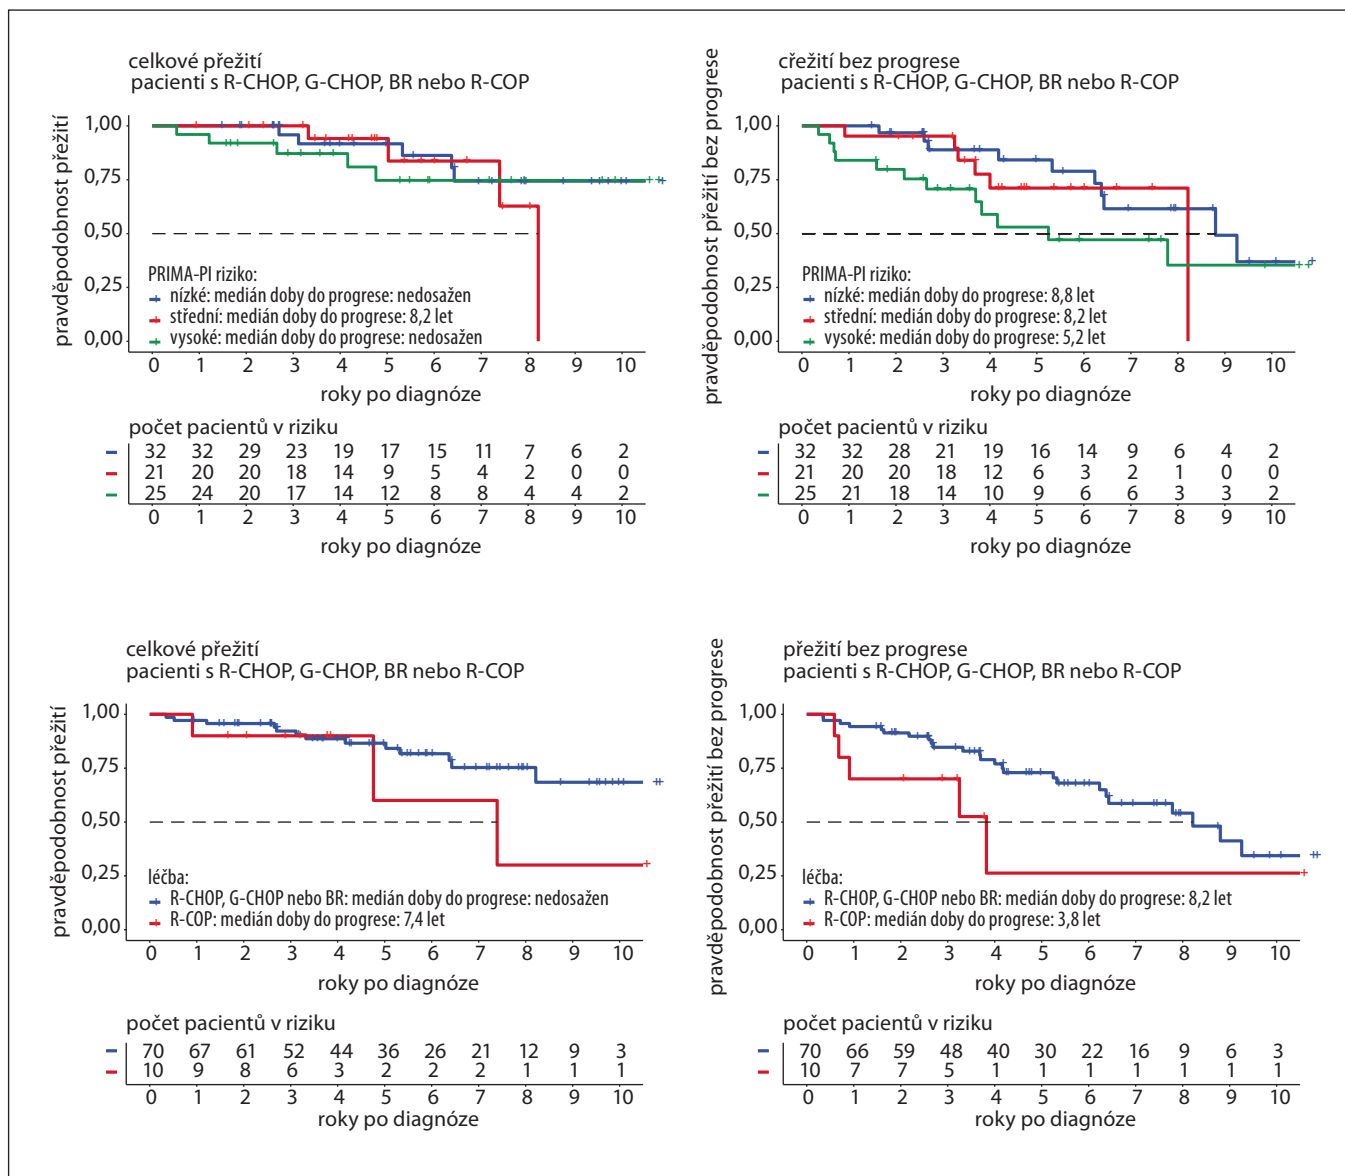 celkové přežití
pacienti s R-CHOP, G-CHOP, BR nebo R-COP
pravděpodobnost přežití
1,00
0,75
0,50
0,25
0,00
PRIMA-PI riziko:
nízké: medián doby do progrese: nedosažen
střední: medián doby do progrese: 8,2 let
vysoké: medián doby do progrese: nedosažen
0 1 2 3 4 5 6 7 8 9 10
roky po diagnóze
počet pacientů v riziku
32 32 29 23 19 17 15 11 7 6 2
21 20 20 18 14 9 5 4 2 0 0
25 24 20 17 14 12 8 8 4 4 2
0 1 2 3 4 5 6 7 8 9 10
roky po diagnóze
cřežití bez progrese
pacienti s R-CHOP, G-CHOP, BR nebo R-COP
pravděpodobnost přežití bez progrese
1,00
0,75
0,50
0,25
0,00
PRIMA-PI riziko:
nízké: medián doby do progrese: 8,8 let
střední: medián doby do progrese: 8,2 let
vysoké: medián doby do progrese: 5,2 let
0 1 2 3 4 5 6 7 8 9 10
roky po diagnóze
počet pacientů v riziku
32 32 28 21 19 16 14 9 6 4 2
21 20 20 18 12 6 3 2 1 0 0
25 21 18 14 10 9 6 6 3 3 2
0 1 2 3 4 5 6 7 8 9 10
roky po diagnóze
celkové přežití
pacienti s R-CHOP, G-CHOP, BR nebo R-COP
pravděpodobnost přežití
1,00
0,75
0,50
0,25
0,00
léčba:
R-CHOP, G-CHOP nebo BR: medián doby do progrese: nedosažen
R-COP: medián doby do progrese: 7,4 let
0 1 2 3 4 5 6 7 8 9 10
roky po diagnóze
počet pacientů v riziku
70 67 61 52 44 36 26 21 12 9 3
10 9 8 6 3 2 2 2 1 1 1
0 1 2 3 4 5 6 7 8 9 10
roky po diagnóze
přežití bez progrese
pacienti s R-CHOP, G-CHOP, BR nebo R-COP
pravděpodobnost přežití bez progrese
1,00
0,75
0,50
0,25
0,00
léčba:
R-CHOP, G-CHOP nebo BR: medián doby do progrese: 8,2 let
R-COP: medián doby do progrese: 3,8 let
0 1 2 3 4 5 6 7 8 9 10
roky po diagnóze
počet pacientů v riziku
70 66 59 48 40 30 22 16 9 6 3
10 7 7 5 1 1 1 1 1 1 1
0 1 2 3 4 5 6 7 8 9 10
roky po diagnóze